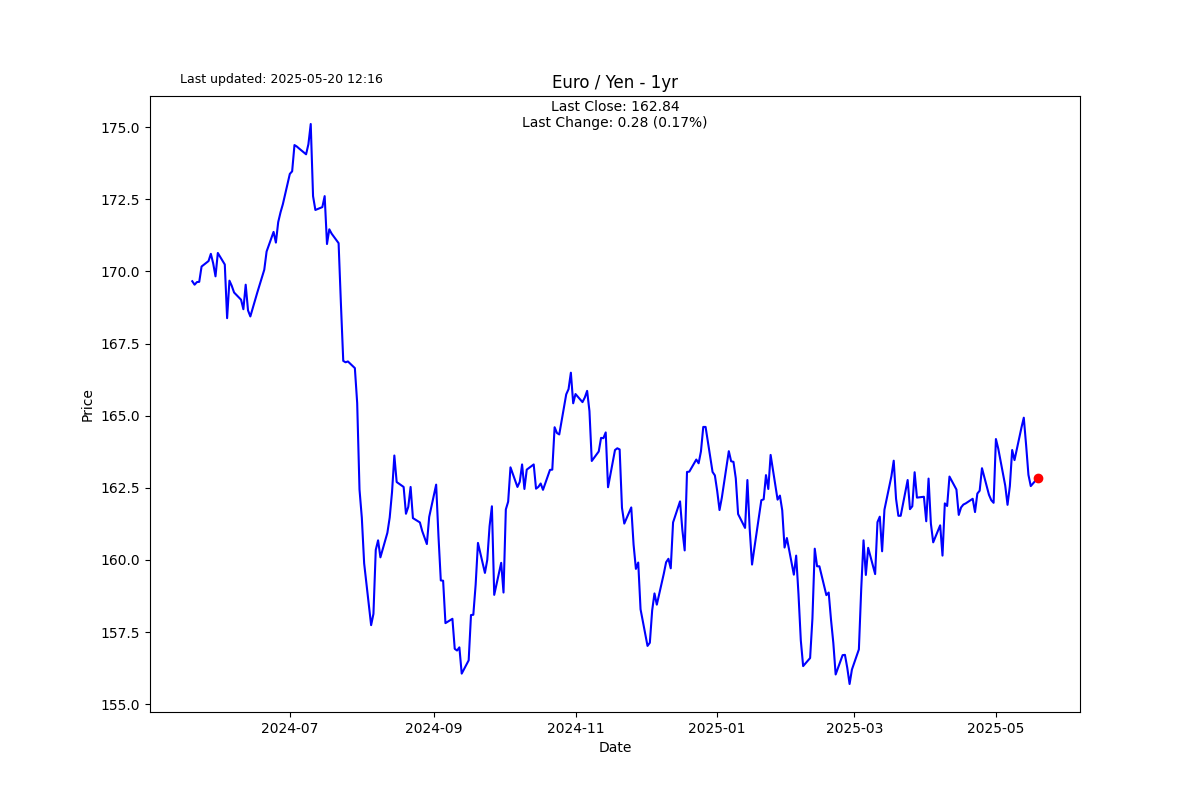 Last updated: 2025-05-20 12:16
Euro / Yen - 1yr
Last Close: 162.84
Last Change: 0.28 (0.17%)
175.0
172.5
170.0
167.5
165.0
162.5
160.0
157.5
155.0
Price
2024-07
2024-09
2024-11
2025-01
2025-03
2025-05
Date